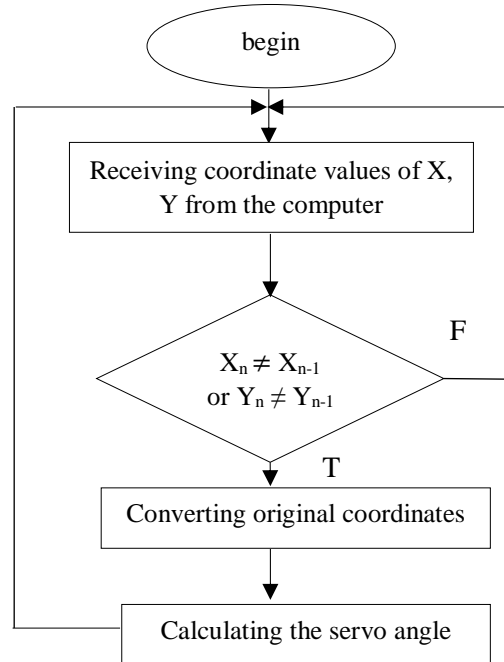 begin
Receiving coordinate values of X,
Y from the computer
F
Xₙ ≠ Xₙ₋₁
or Yₙ ≠ Yₙ₋₁
T
Converting original coordinates
Calculating the servo angle